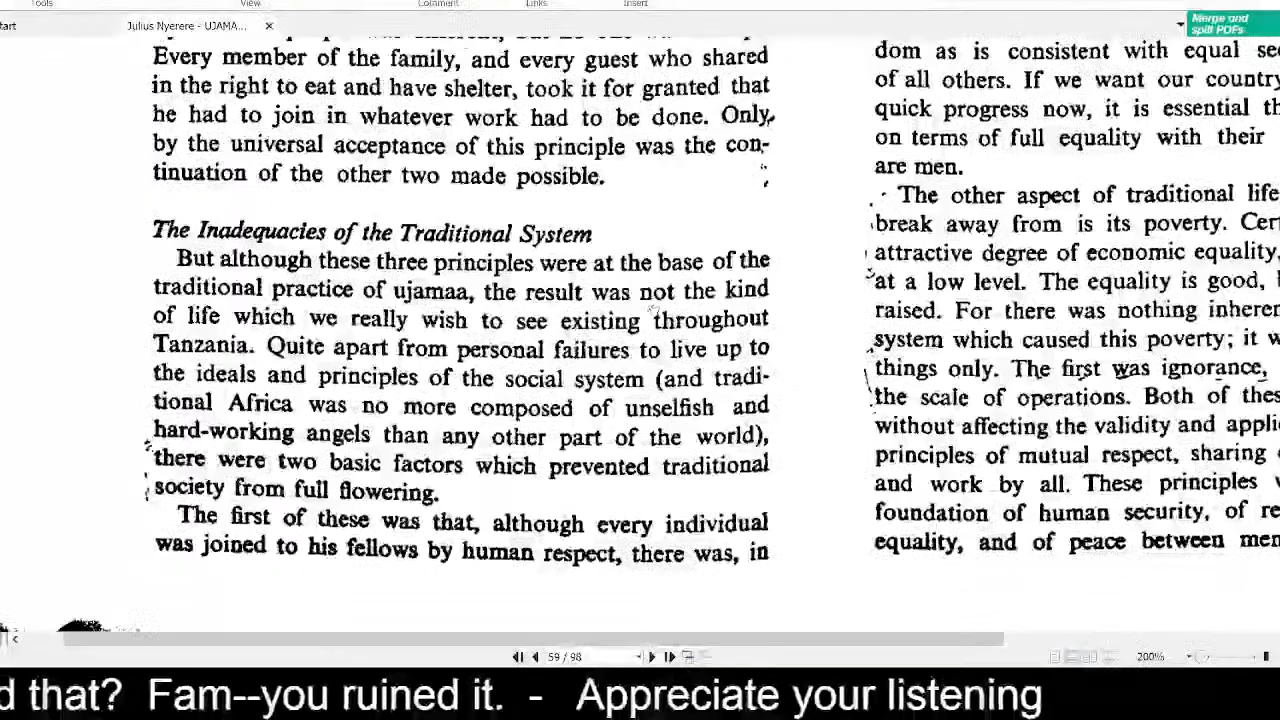 Tools View Comment Links Insert
tart Julius Nyerere - UJAMA... ×
Merge and
split PDFs
Every member of the family, and every guest who shared
in the right to eat and have shelter, took it for granted that
he had to join in whatever work had to be done. Only
by the universal acceptance of this principle was the con-
tinuation of the other two made possible.
The Inadequacies of the Traditional System
But although these three principles were at the base of the
traditional practice of ujamaa, the result was not the kind
of life which we really wish to see existing throughout
Tanzania. Quite apart from personal failures to live up to
the ideals and principles of the social system (and tradi-
tional Africa was no more composed of unselfish and
hard-working angels than any other part of the world),
there were two basic factors which prevented traditional
society from full flowering.
The first of these was that, although every individual
was joined to his fellows by human respect, there was, in
dom as is consistent with equal se
of all others. If we want our country
quick progress now, it is essential th
on terms of full equality with their
are men.
The other aspect of traditional life
break away from is its poverty. Cert
attractive degree of economic equality,
at a low level. The equality is good,
raised. For there was nothing inheren
system which caused this poverty; it w
things only. The first was ignorance,
the scale of operations. Both of thes
without affecting the validity and applic
principles of mutual respect, sharing
and work by all. These principles
foundation of human security, of re
equality, and of peace between men
59 / 98
200%
d that? Fam--you ruined it. - Appreciate your listening